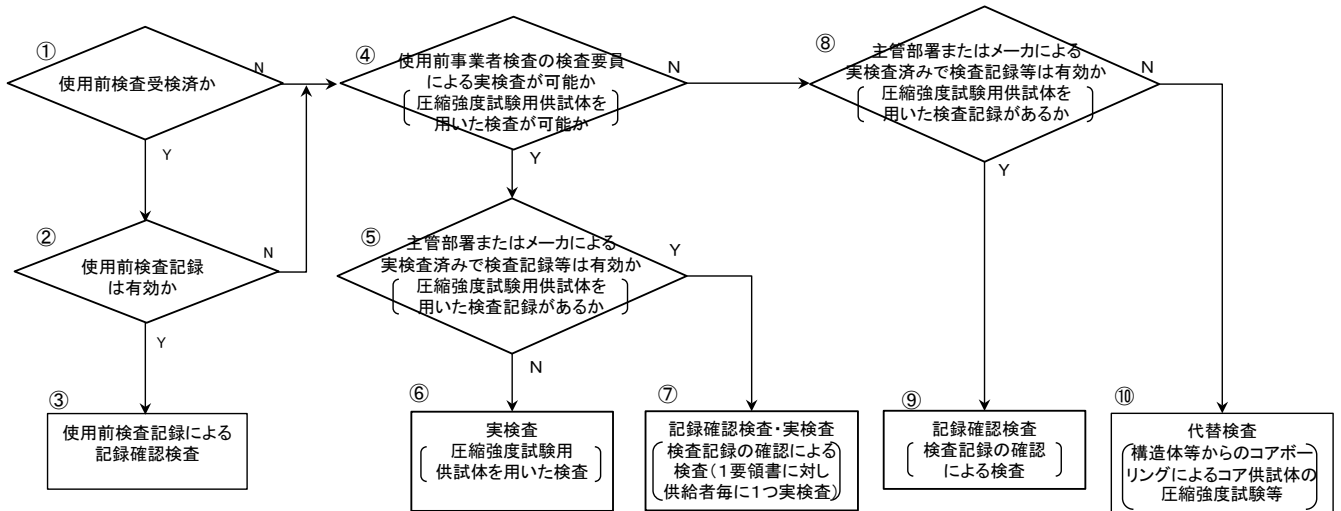 ①
使用前検査受検済か
N
Y
②
使用前検査記録
は有効か
N
Y
③
使用前検査記録による
記録確認検査
④
使用前事業者検査の検査要員
による実検査が可能か
圧縮強度試験用供試体を
用いた検査が可能か
N
Y
⑤
主管部署またはメーカによる
実検査済みで検査記録等は有効か
圧縮強度試験用供試体を
用いた検査記録があるか
Y
N
⑥
実検査
圧縮強度試験用
供試体を用いた検査
⑦
記録確認検査・実検査
検査記録の確認による
検査(1要領書に対し
供給者毎に1つ実検査)
⑧
主管部署またはメーカによる
実検査済みで検査記録等は有効か
圧縮強度試験用供試体を
用いた検査記録があるか
N
Y
⑨
記録確認検査
検査記録の確認
による検査
⑩
代替検査
構造体等からのコアボー
リングによるコア供試体の
圧縮強度試験等